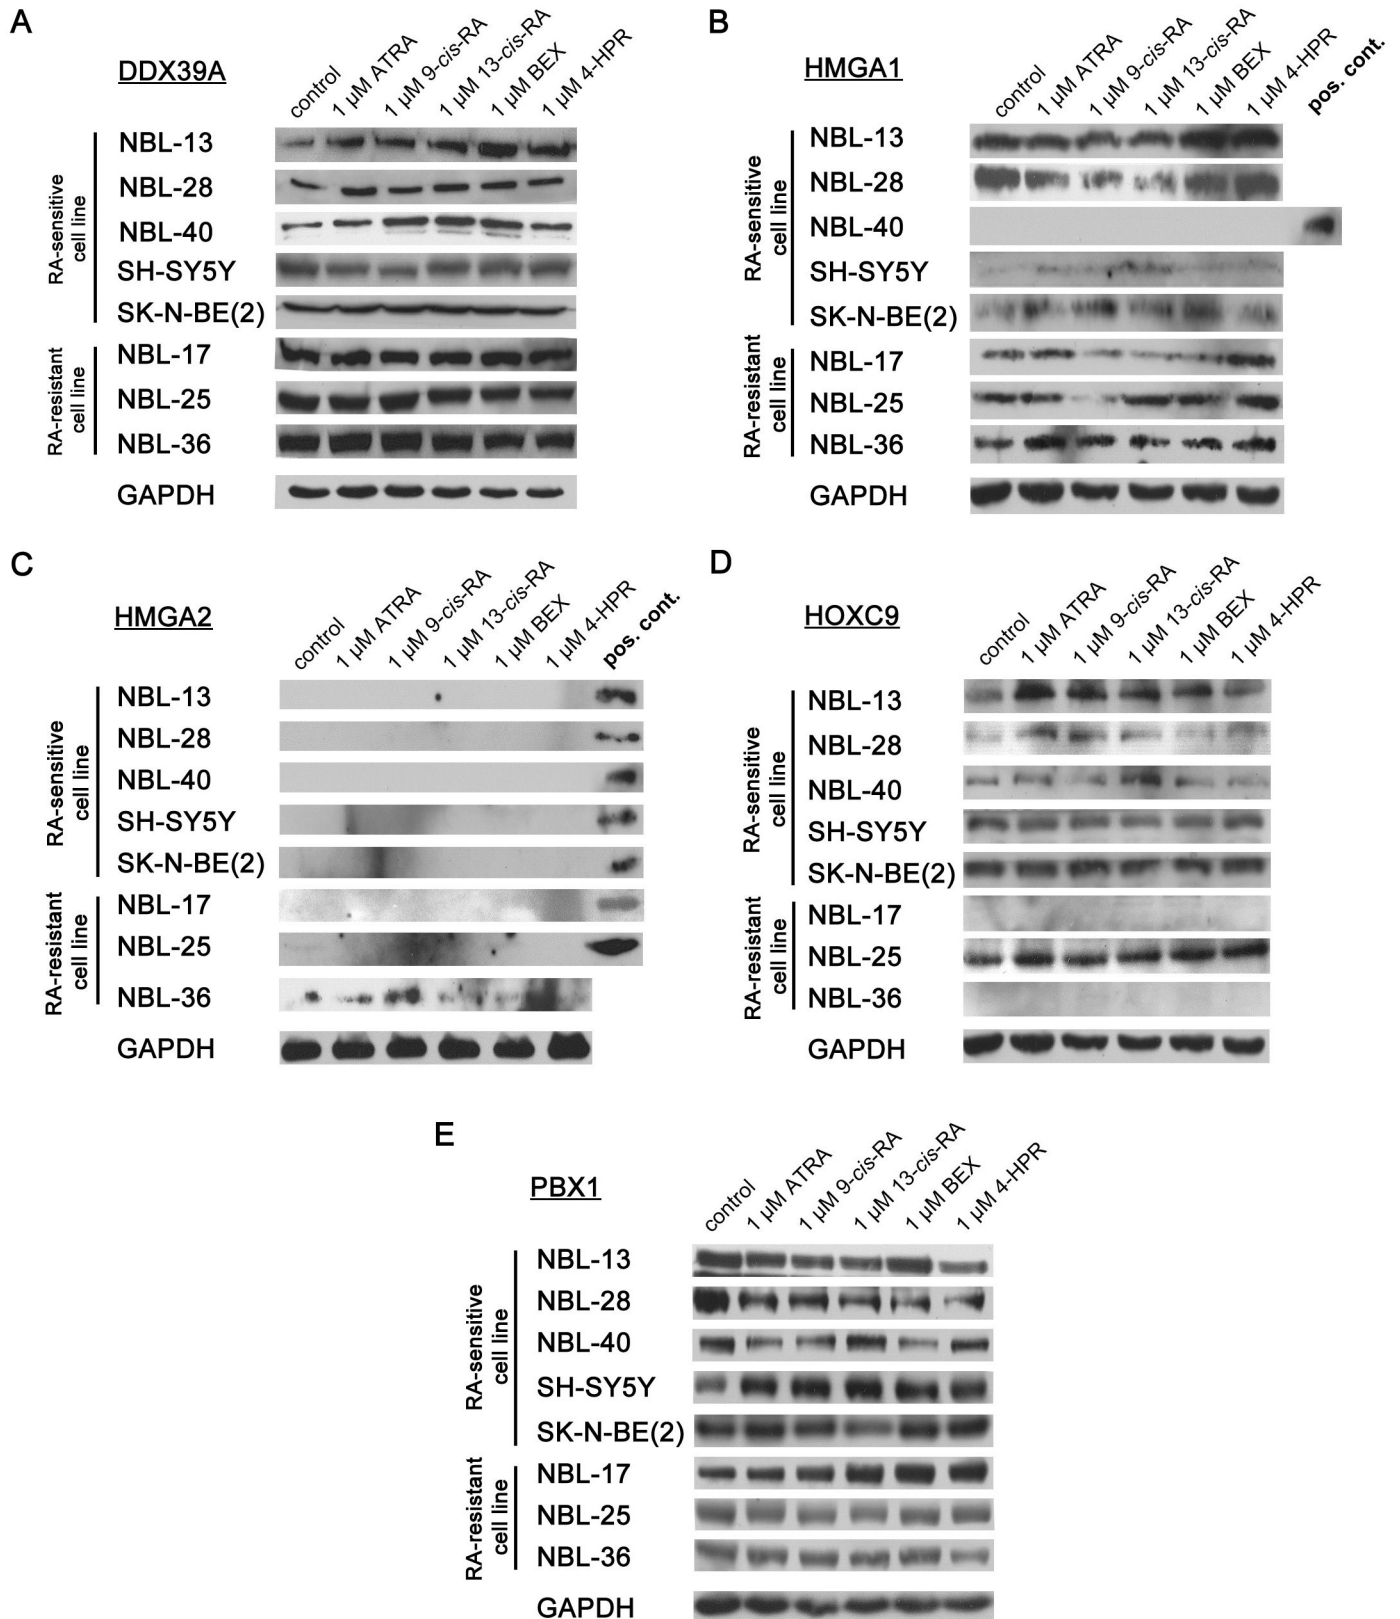 A
DDX39A
control
1 µM ATRA
1 µM 9-cis-RA
1 µM 13-cis-RA
1 µM BEX
1 µM 4-HPR
RA-sensitive
cell line
NBL-13
NBL-28
NBL-40
SH-SY5Y
SK-N-BE(2)
RA-resistant
cell line
NBL-17
NBL-25
NBL-36
GAPDH
B
HMGA1
control
1 µM ATRA
1 µM 9-cis-RA
1 µM 13-cis-RA
1 µM BEX
1 µM 4-HPR
pos. cont.
RA-sensitive
cell line
NBL-13
NBL-28
NBL-40
SH-SY5Y
SK-N-BE(2)
RA-resistant
cell line
NBL-17
NBL-25
NBL-36
GAPDH
C
HMGA2
control
1 µM ATRA
1 µM 9-cis-RA
1 µM 13-cis-RA
1 µM BEX
1 µM 4-HPR
pos. cont.
RA-sensitive
cell line
NBL-13
NBL-28
NBL-40
SH-SY5Y
SK-N-BE(2)
RA-resistant
cell line
NBL-17
NBL-25
NBL-36
GAPDH
D
HOXC9
control
1 µM ATRA
1 µM 9-cis-RA
1 µM 13-cis-RA
1 µM BEX
1 µM 4-HPR
RA-sensitive
cell line
NBL-13
NBL-28
NBL-40
SH-SY5Y
SK-N-BE(2)
RA-resistant
cell line
NBL-17
NBL-25
NBL-36
GAPDH
E
PBX1
control
1 µM ATRA
1 µM 9-cis-RA
1 µM 13-cis-RA
1 µM BEX
1 µM 4-HPR
RA-sensitive
cell line
NBL-13
NBL-28
NBL-40
SH-SY5Y
SK-N-BE(2)
RA-resistant
cell line
NBL-17
NBL-25
NBL-36
GAPDH